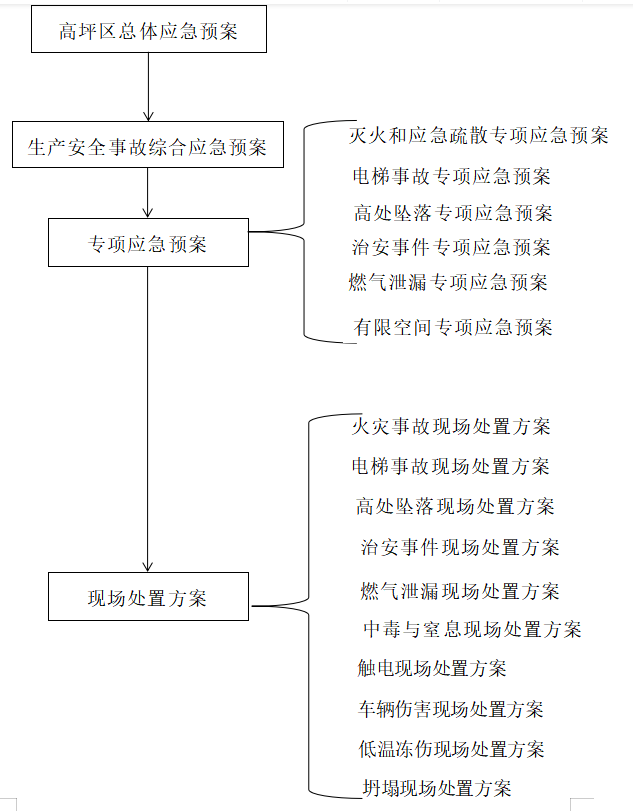 高坪区总体应急预案
生产安全事故综合应急预案
专项应急预案
灭火和应急疏散专项应急预案
电梯事故专项应急预案
高处坠落专项应急预案
治安事件专项应急预案
燃气泄漏专项应急预案
有限空间专项应急预案
现场处置方案
火灾事故现场处置方案
电梯事故现场处置方案
高处坠落现场处置方案
治安事件现场处置方案
燃气泄漏现场处置方案
中毒与窒息现场处置方案
触电现场处置方案
车辆伤害现场处置方案
低温冻伤现场处置方案
坍塌现场处置方案